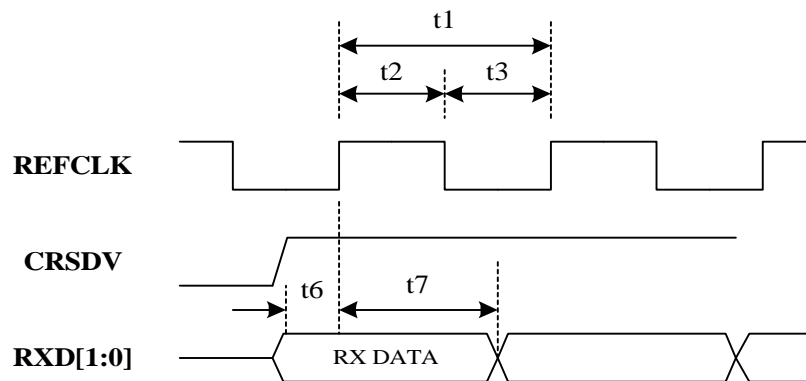 t1
t2 t3
REFCLK
CRSDV
t6 t7
RXD[1:0] RX DATA